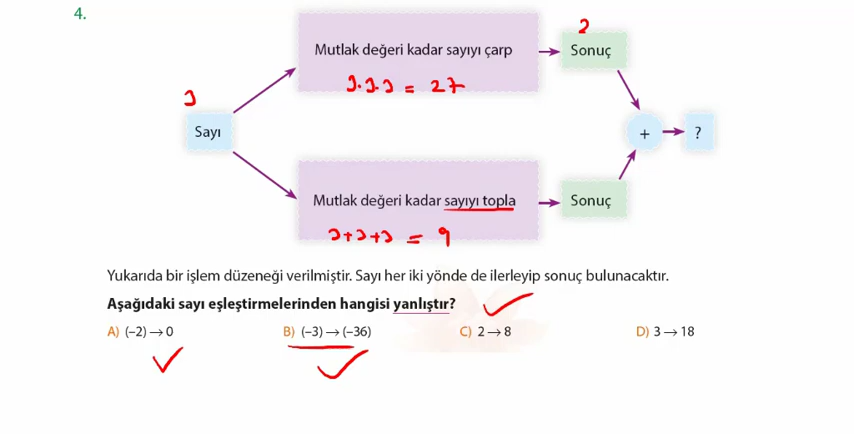 4.
2
Mutlak değeri kadar sayıyı çarp
Sonuç
3.3.3 = 27
3
Sayı
+
?
Mutlak değeri kadar sayıyı topla
Sonuç
3+3+3 = 9
Yukarıda bir işlem düzeneği verilmiştir. Sayı her iki yönde de ilerleyip sonuç bulunacaktır.
Aşağıdaki sayı eşleştirmelerinden hangisi yanlıştır?
A) (–2) → 0 B) (–3) → (–36) C) 2 → 8 D) 3 → 18